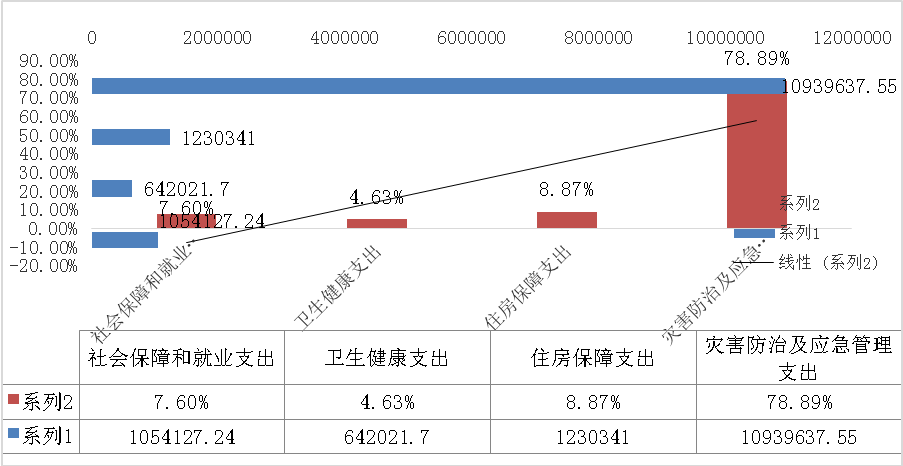 0 2000000 4000000 6000000 8000000 10000000 12000000
90.00%
80.00%
70.00%
60.00%
50.00%
40.00%
30.00%
20.00%
10.00%
0.00%
-10.00%
-20.00%
78.89%
10939637.55
1230341
642021.7
7.60%
1054127.24
4.63%
8.87%
系列2
系列1
线性 (系列2)
社会保障和就业…
卫生健康支出
住房保障支出
灾害防治及应急…
社会保障和就业支出 卫生健康支出 住房保障支出 灾害防治及应急管理
支出
系列2 7.60% 4.63% 8.87% 78.89%
系列1 1054127.24 642021.7 1230341 10939637.55